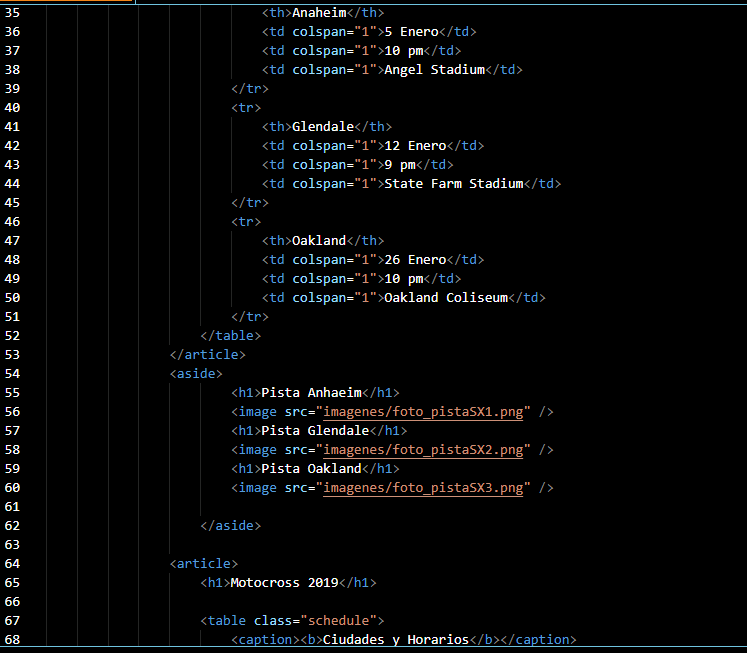 35 <th>Anaheim</th>
36 <td colspan="1">5 Enero</td>
37 <td colspan="1">10 pm</td>
38 <td colspan="1">Angel Stadium</td>
39 </tr>
40 <tr>
41 <th>Glendale</th>
42 <td colspan="1">12 Enero</td>
43 <td colspan="1">9 pm</td>
44 <td colspan="1">State Farm Stadium</td>
45 </tr>
46 <tr>
47 <th>Oakland</th>
48 <td colspan="1">26 Enero</td>
49 <td colspan="1">10 pm</td>
50 <td colspan="1">Oakland Coliseum</td>
51 </tr>
52 </table>
53 </article>
54 <aside>
55 <h1>Pista Anhaeim</h1>
56 <image src="imagenes/foto_pistaSX1.png" />
57 <h1>Pista Glendale</h1>
58 <image src="imagenes/foto_pistaSX2.png" />
59 <h1>Pista Oakland</h1>
60 <image src="imagenes/foto_pistaSX3.png" />
61
62 </aside>
63
64 <article>
65 <h1>Motocross 2019</h1>
66
67 <table class="schedule">
68 <caption><b>Ciudades y Horarios</b></caption>